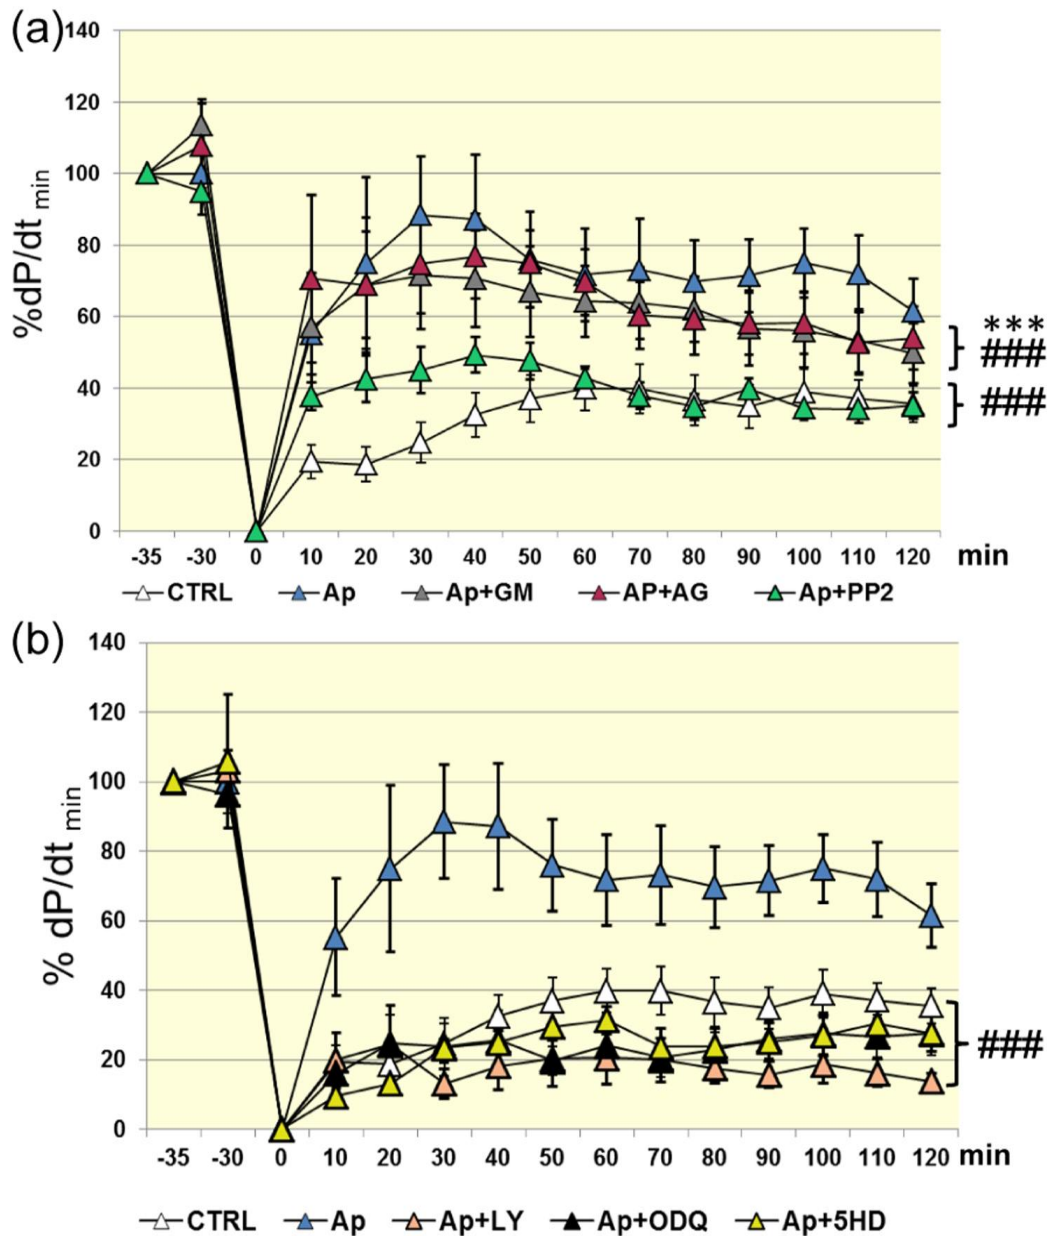 (a)
%dP/dt min
140
120
100
80
60
40
20
0
-35 -30 0 10 20 30 40 50 60 70 80 90 100 110 120 min
***
###
###
CTRL Ap Ap+GM AP+AG Ap+PP2
(b)
% dP/dt min
140
120
100
80
60
40
20
0
-35 -30 0 10 20 30 40 50 60 70 80 90 100 110 120 min
###
CTRL Ap Ap+LY Ap+ODQ Ap+5HD